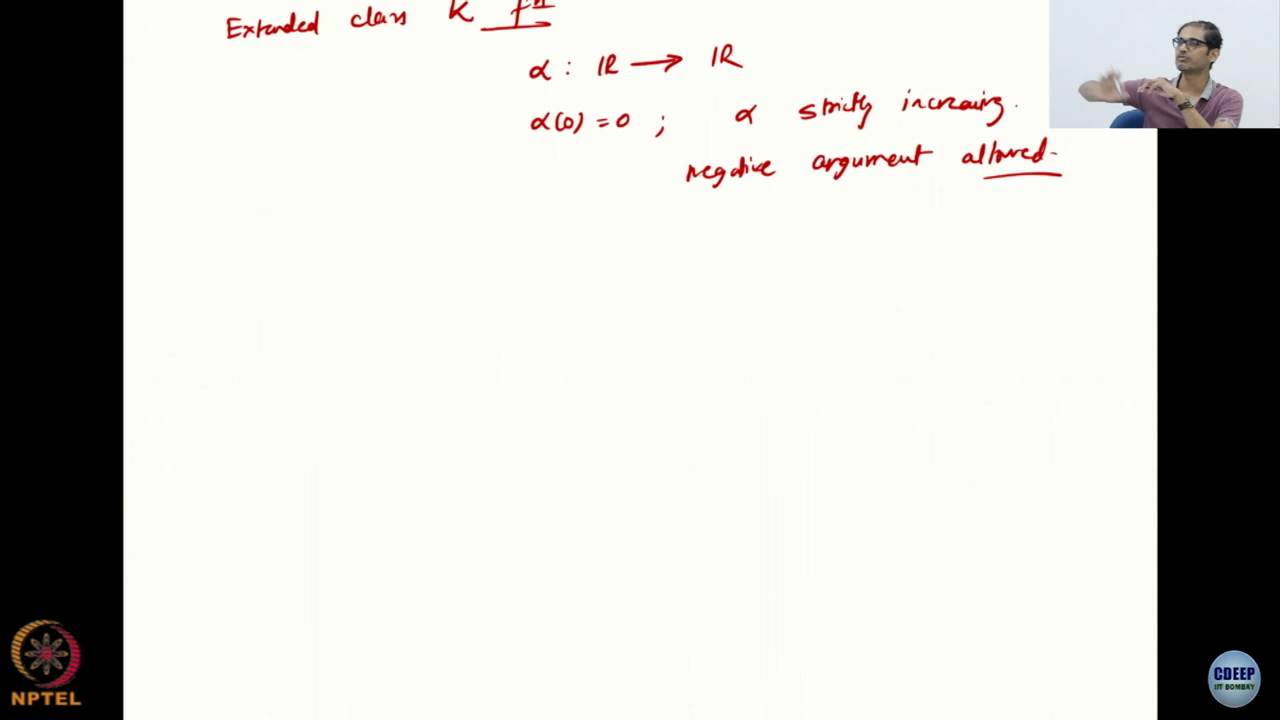 Extended class K fⁿ
α : ℝ → ℝ
α(0) = 0 ; α strictly increasing.
negative argument allowed.
NPTEL
CDEEP
IIT BOMBAY